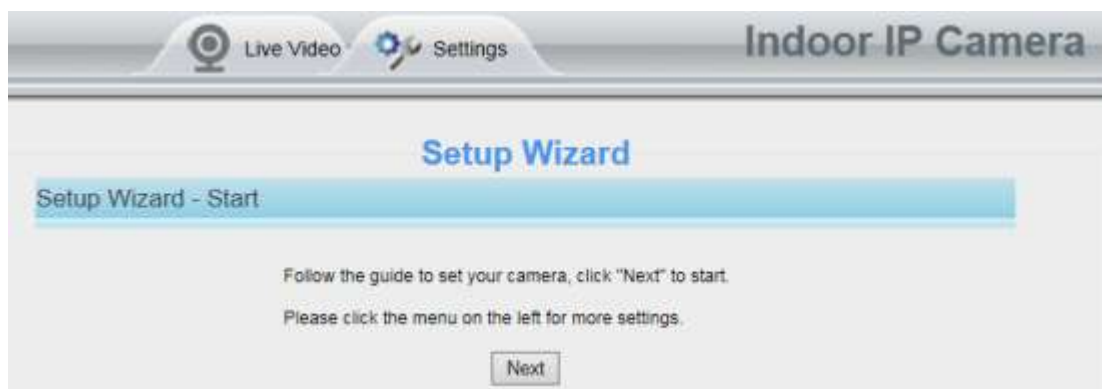 Live Video
Settings
Indoor IP Camera
Setup Wizard
Setup Wizard - Start
Follow the guide to set your camera, click "Next" to start.
Please click the menu on the left for more settings.
Next